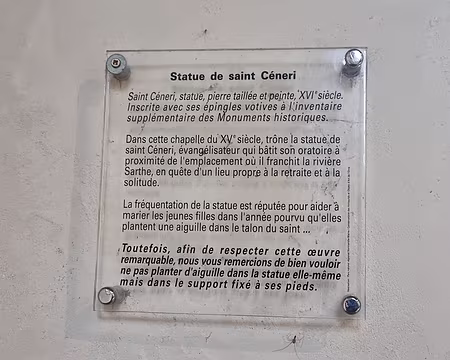 Statue de saint Céneri
Saint Céneri, statue, pierre taillée et peinte, XVIᵉ siècle.
Inscrite avec ses épingles votives à l'inventaire
supplémentaire des Monuments historiques.
Dans cette chapelle du XVᵉ siècle, trône la statue de
saint Céneri, évangélisateur qui bâtit son oratoire à
proximité de l'emplacement où il franchit la rivière
Sarthe, en quête d'un lieu propre à la retraite et à la
solitude.
La fréquentation de la statue est réputée pour aider à
marier les jeunes filles dans l'année pourvu qu'elles
plantent une aiguille dans le talon du saint ...
Toutefois, afin de respecter cette œuvre
remarquable, nous vous remercions de bien vouloir
ne pas planter d'aiguille dans la statue elle-même
mais dans le support fixé à ses pieds.